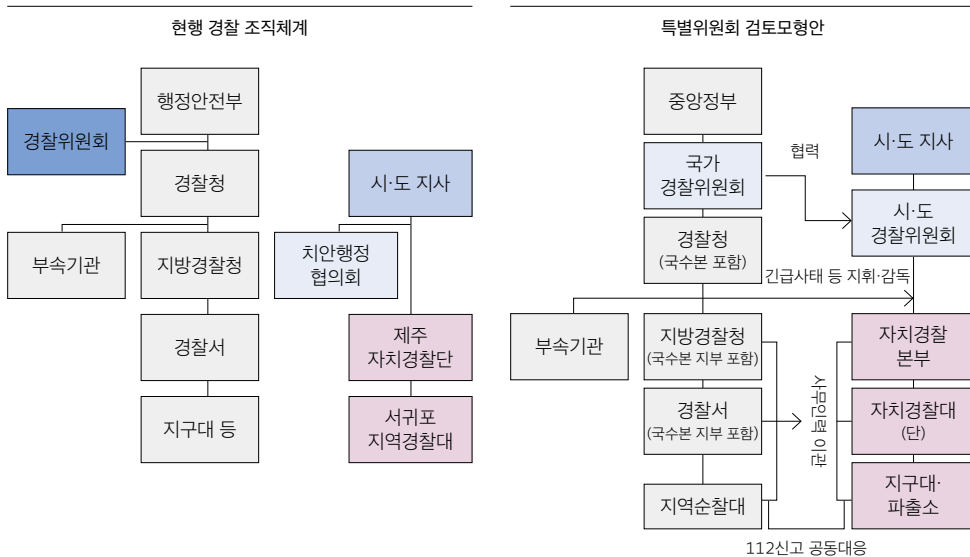 현행 경찰 조직체계
행정안전부
경찰위원회
경찰청
시·도 지사
부속기관
지방경찰청
치안행정
협의회
경찰서
제주
자치경찰단
지구대 등
서귀포
지역경찰대
특별위원회 검토모형안
중앙정부
시·도 지사
협력
국가
경찰위원회
시·도
경찰위원회
경찰청
(국수본 포함)
긴급사태 등 지휘·감독
부속기관
지방경찰청
(국수본 지부 포함)
자치경찰
본부
사무인력 이관
경찰서
(국수본 지부 포함)
자치경찰대
(단)
지역순찰대
지구대·
파출소
112신고 공동대응